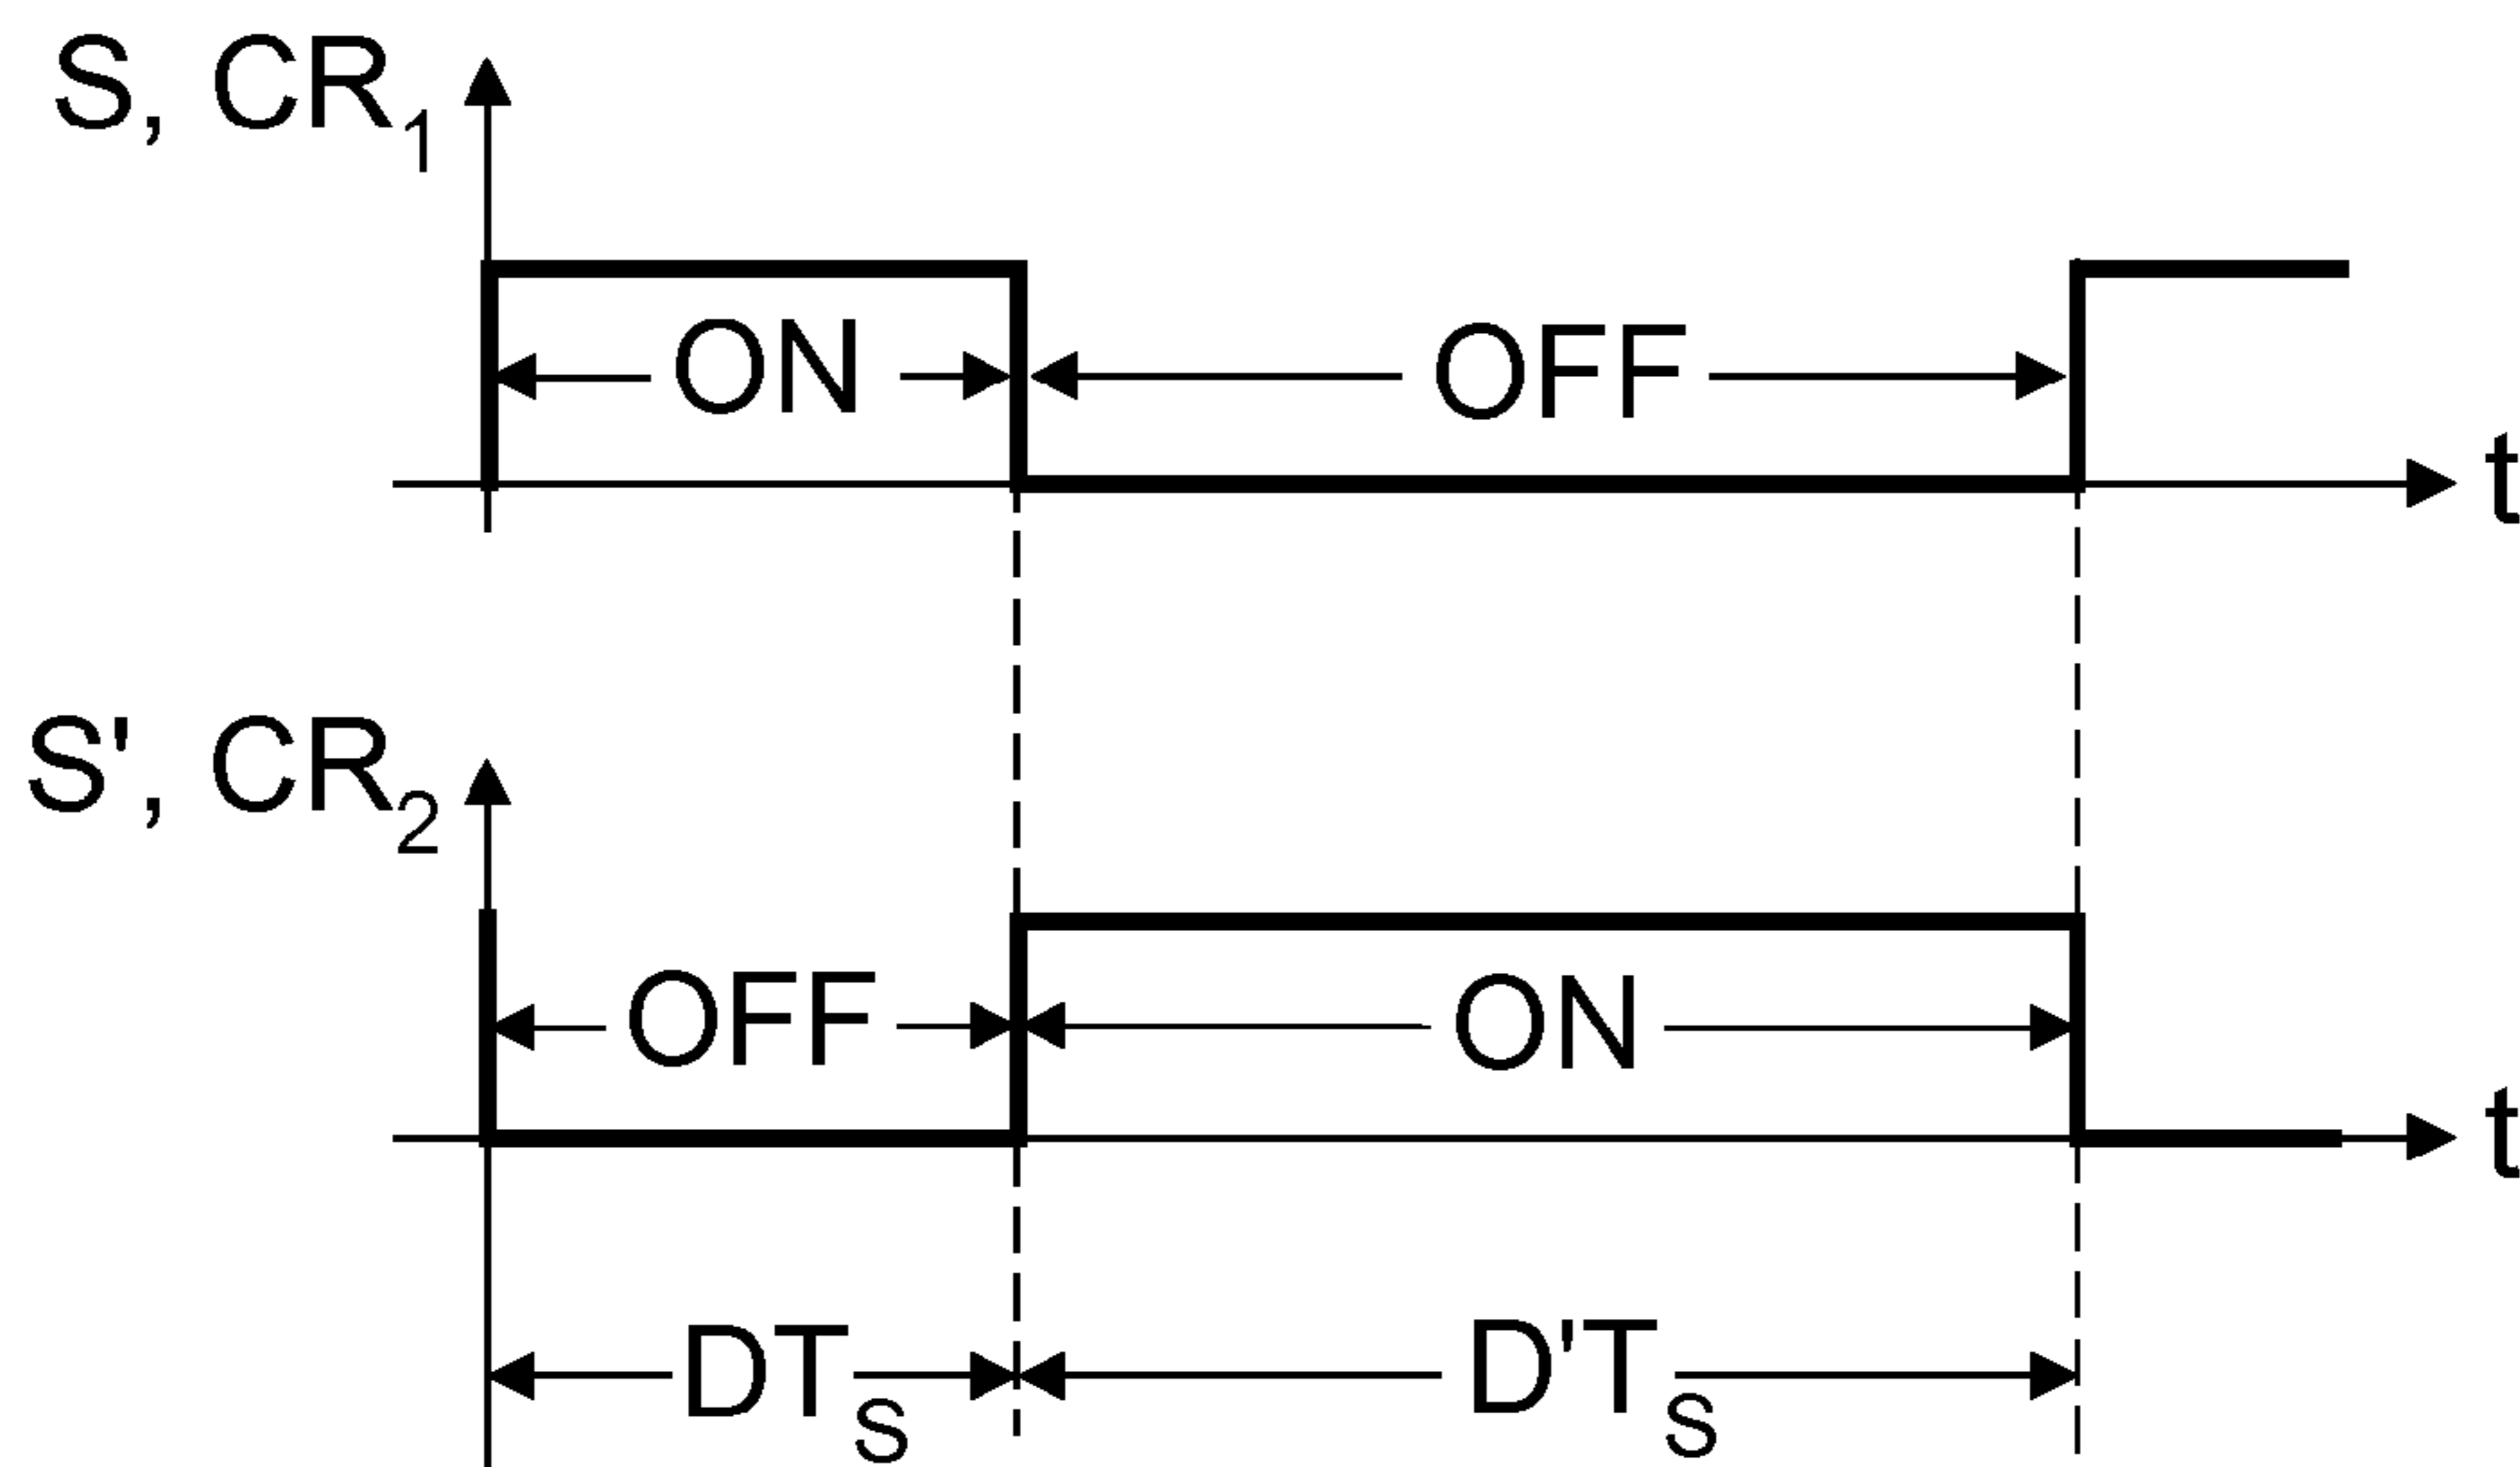 S, CR₁
ON OFF
t
S', CR₂
OFF ON
t
DTₛ D'Tₛ